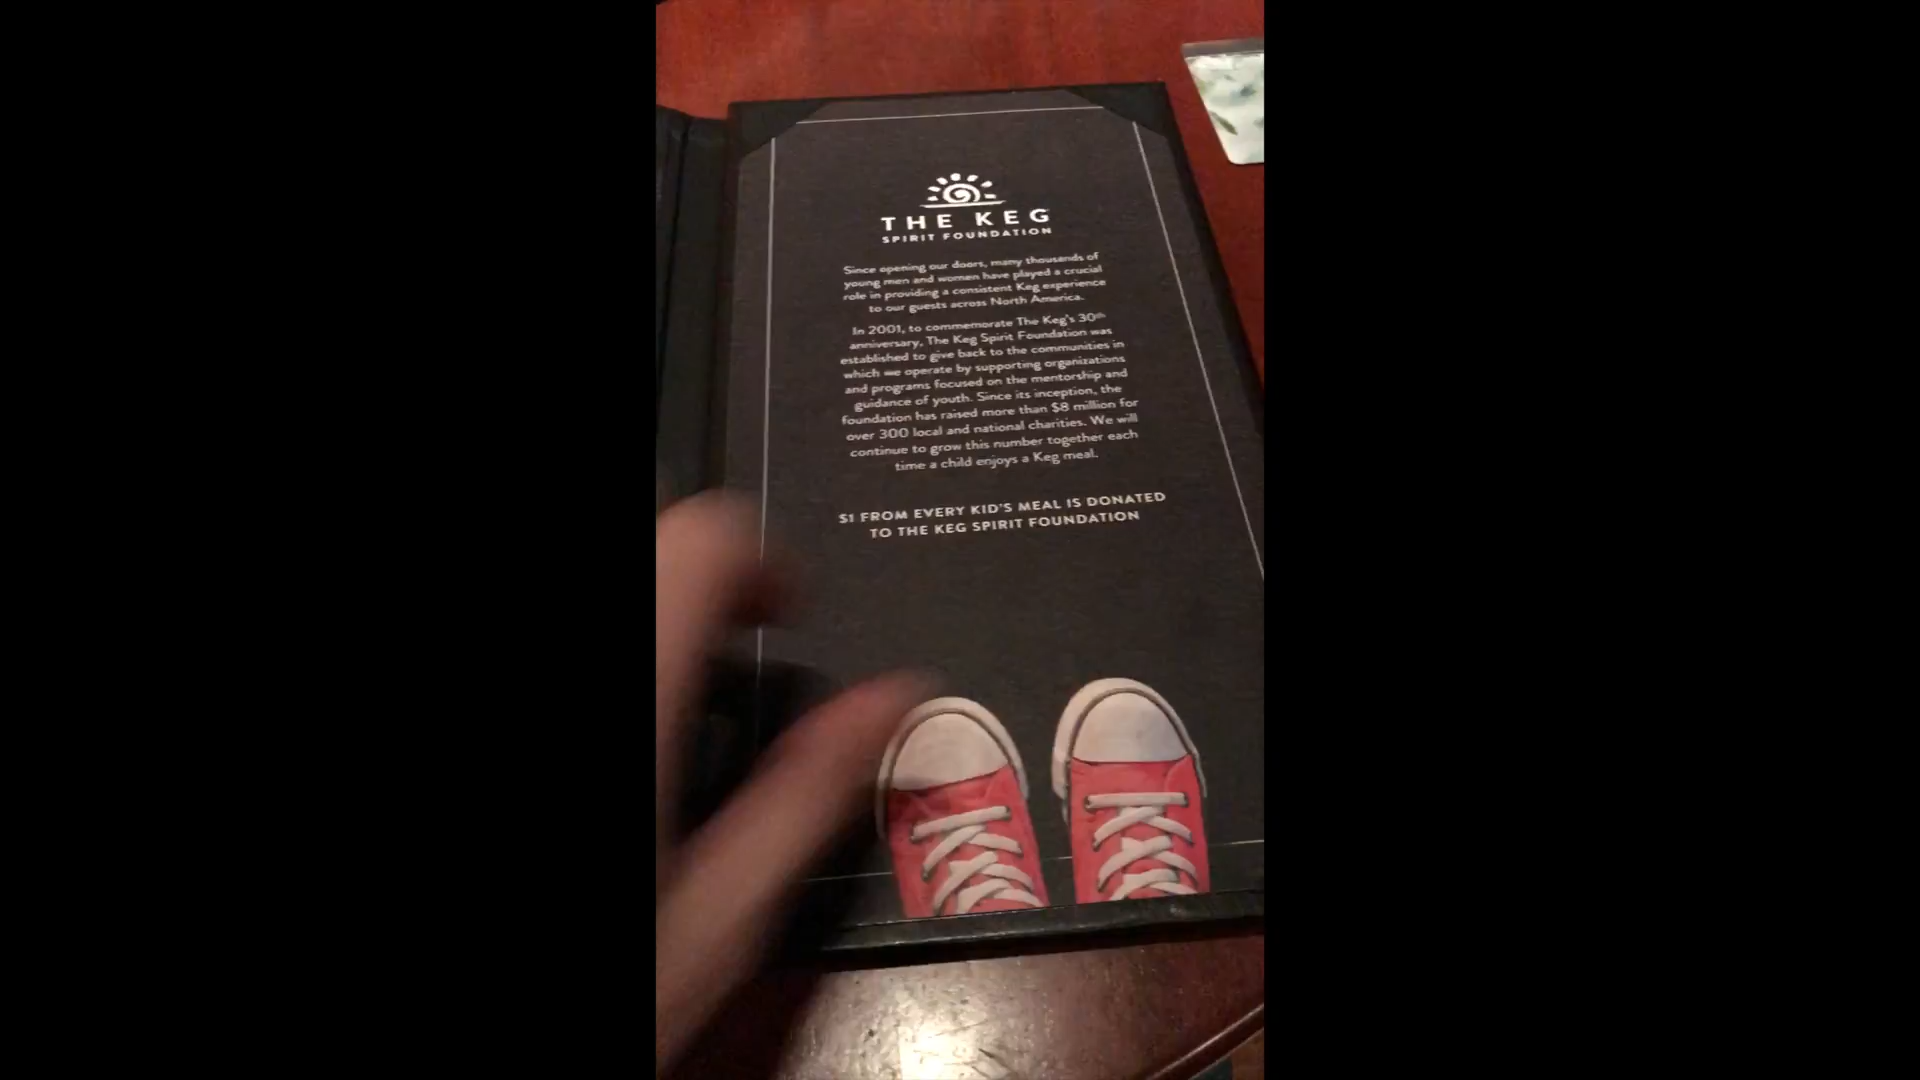 THE KEG
SPIRIT FOUNDATION
Since opening our doors, many thousands of
young men and women have played a crucial
role in providing a consistent Keg experience
to our guests across North America.
In 2001, to commemorate The Keg's 30th
anniversary, The Keg Spirit Foundation was
established to give back to the communities in
which we operate by supporting organizations
and programs focused on the mentorship and
guidance of youth. Since its inception, the
foundation has raised more than $8 million for
over 300 local and national charities. We will
continue to grow this number together each
time a child enjoys a Keg meal.
$1 FROM EVERY KID'S MEAL IS DONATED
TO THE KEG SPIRIT FOUNDATION